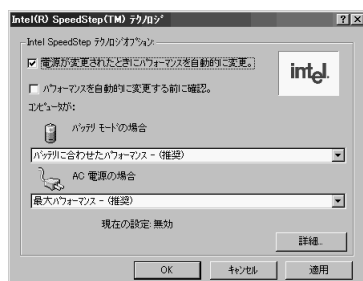 Intel(R) SpeedStep(TM) ﾃｸﾉﾛｼﾞ
Intel SpeedStep ﾃｸﾉﾛｼﾞｵﾌﾟｼｮﾝ:
電源が変更されたときにﾊﾟﾌｫｰﾏﾝｽを自動的に変更。
ﾊﾟﾌｫｰﾏﾝｽを自動的に変更する前に確認。
ｺﾝﾋﾟｭｰﾀが:
ﾊﾞｯﾃﾘ ﾓｰﾄﾞの場合
ﾊﾞｯﾃﾘに合わせたﾊﾟﾌｫｰﾏﾝｽ - (推奨)
AC 電源の場合
最大ﾊﾟﾌｫｰﾏﾝｽ - (推奨)
現在の設定: 無効
詳細...
OK ｷｬﾝｾﾙ 適用
intel.